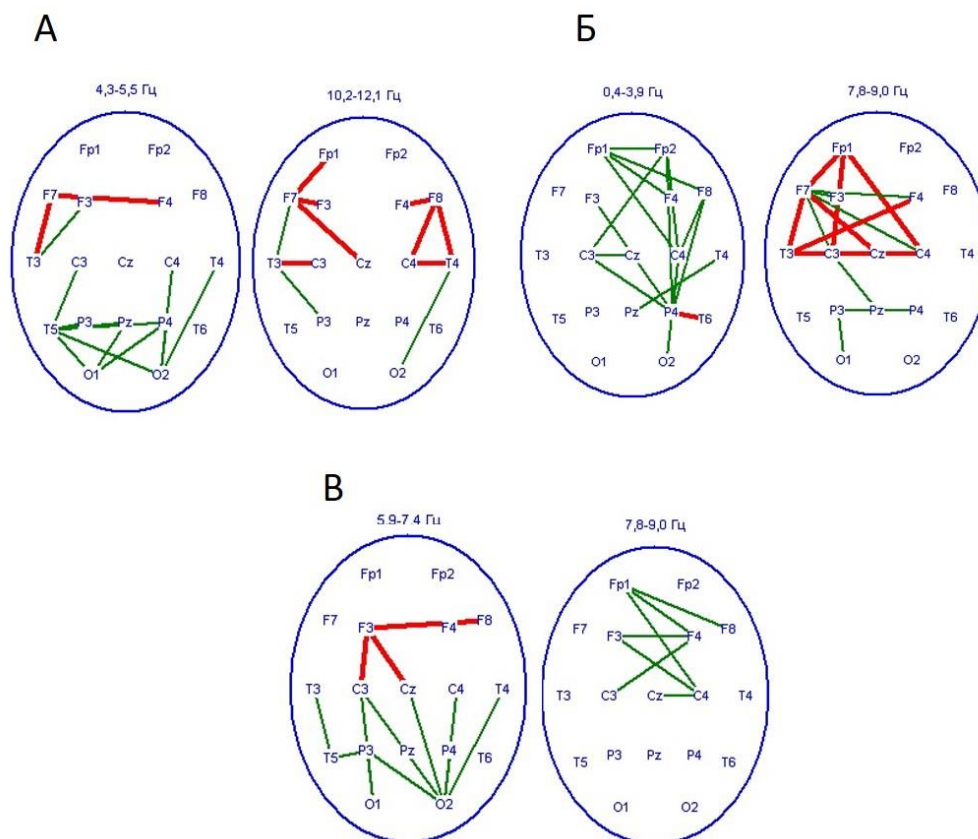 А
Б
4,3-5,5 Гц
10,2-12,1 Гц
0,4-3,9 Гц
7,8-9,0 Гц
Fp1 Fp2
F7 F3 F4 F8
T3 C3 Cz C4 T4
T5 P3 Pz P4 T6
O1 O2
Fp1 Fp2
F7 F3 F4 F8
T3 C3 Cz C4 T4
T5 P3 Pz P4 T6
O1 O2
Fp1 Fp2
F7 F3 F4 F8
T3 C3 Cz C4 T4
T5 P3 Pz P4 T6
O1 O2
Fp1 Fp2
F7 F3 F4 F8
T3 C3 Cz C4 T4
T5 P3 Pz P4 T6
O1 O2
В
5,9-7,4 Гц
7,8-9,0 Гц
Fp1 Fp2
F7 F3 F4 F8
T3 C3 Cz C4 T4
T5 P3 Pz P4 T6
O1 O2
Fp1 Fp2
F7 F3 F4 F8
T3 C3 Cz C4 T4
T5 P3 Pz P4 T6
O1 O2